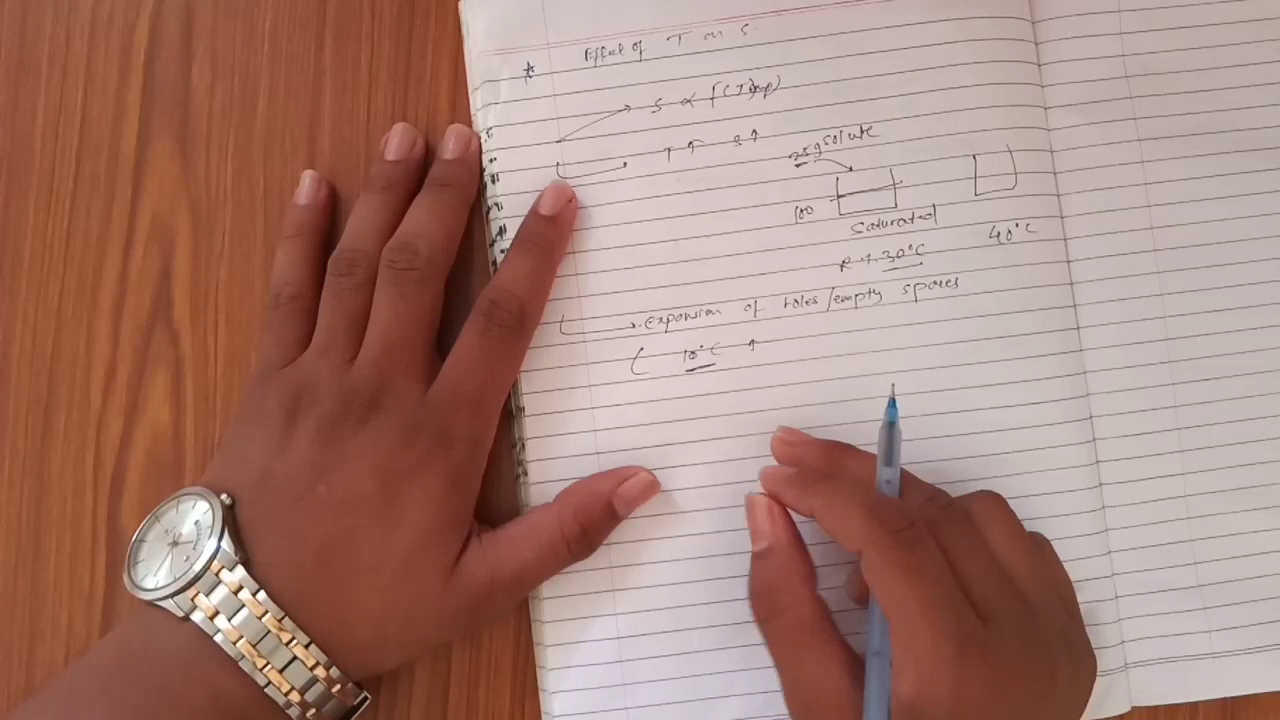 * Effect of T on S.
S ∝ f(Temp)
T↑ S↑
25g solute
100
Saturated
R.T. 30°C
40°C
Expansion of holes/empty spaces
( 10°C ↑